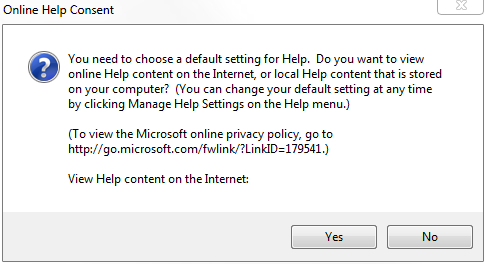 Online Help Consent
You need to choose a default setting for Help.  Do you want to view
online Help content on the Internet, or local Help content that is stored
on your computer?  (You can change your default setting at any time
by clicking Manage Help Settings on the Help menu.)
(To view the Microsoft online privacy policy, go to
http://go.microsoft.com/fwlink/?LinkID=179541.)
View Help content on the Internet:
Yes
No